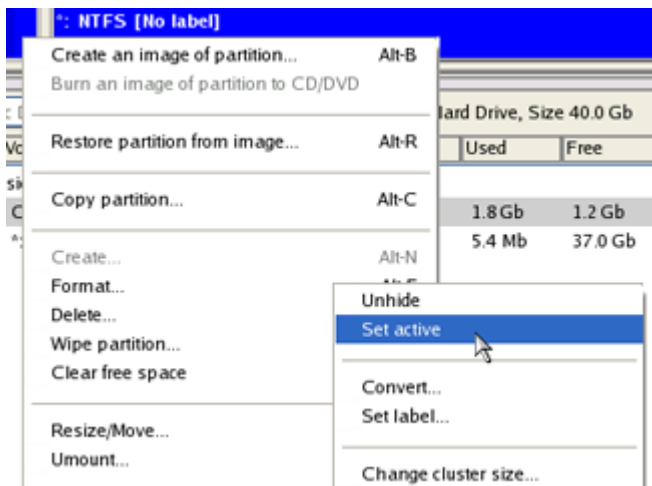 *: NTFS [No label]
Create an image of partition... Alt-B
Burn an image of partition to CD/DVD
Hard Drive, Size 40.0 Gb
Restore partition from image... Alt-R
Used Free
Copy partition... Alt-C
C 1.8 Gb 1.2 Gb
*: 5.4 Mb 37.0 Gb
Create... Alt-N
Format...
Delete...
Wipe partition...
Clear free space
Resize/Move...
Umount...
Unhide
Set active
Convert...
Set label...
Change cluster size...